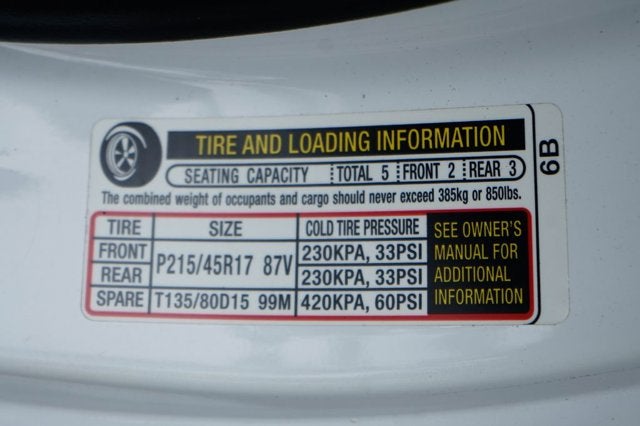 TIRE AND LOADING INFORMATION
SEATING CAPACITY TOTAL 5 FRONT 2 REAR 3
The combined weight of occupants and cargo should never exceed 385kg or 850lbs.
TIRE SIZE COLD TIRE PRESSURE
FRONT P215/45R17 87V 230KPA, 33PSI
REAR 230KPA, 33PSI
SPARE T135/80D15 99M 420KPA, 60PSI
SEE OWNER'S
MANUAL FOR
ADDITIONAL
INFORMATION
6B